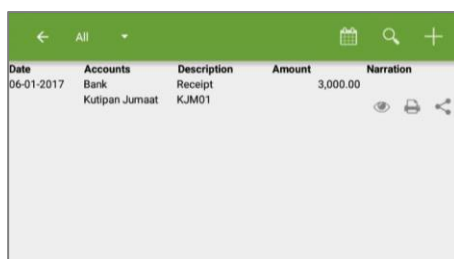 All
Date Accounts Description Amount Narration
06-01-2017 Bank Receipt 3,000.00
Kutipan Jumaat KJM01